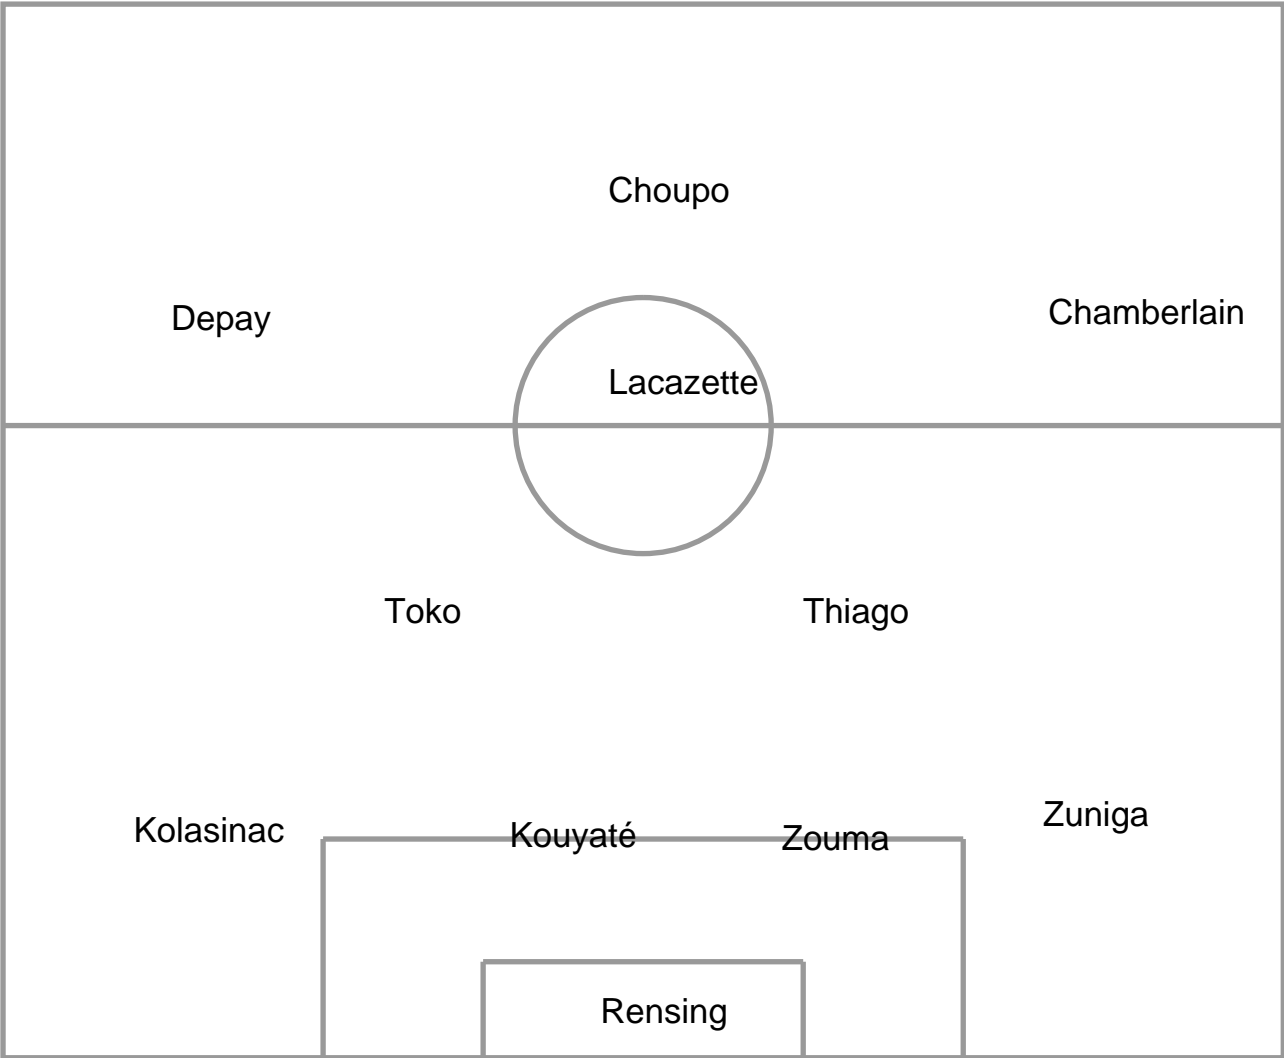 Choupo
Depay
Chamberlain
Lacazette
Toko
Thiago
Kolasinac
Kouyaté
Zouma
Zuniga
Rensing